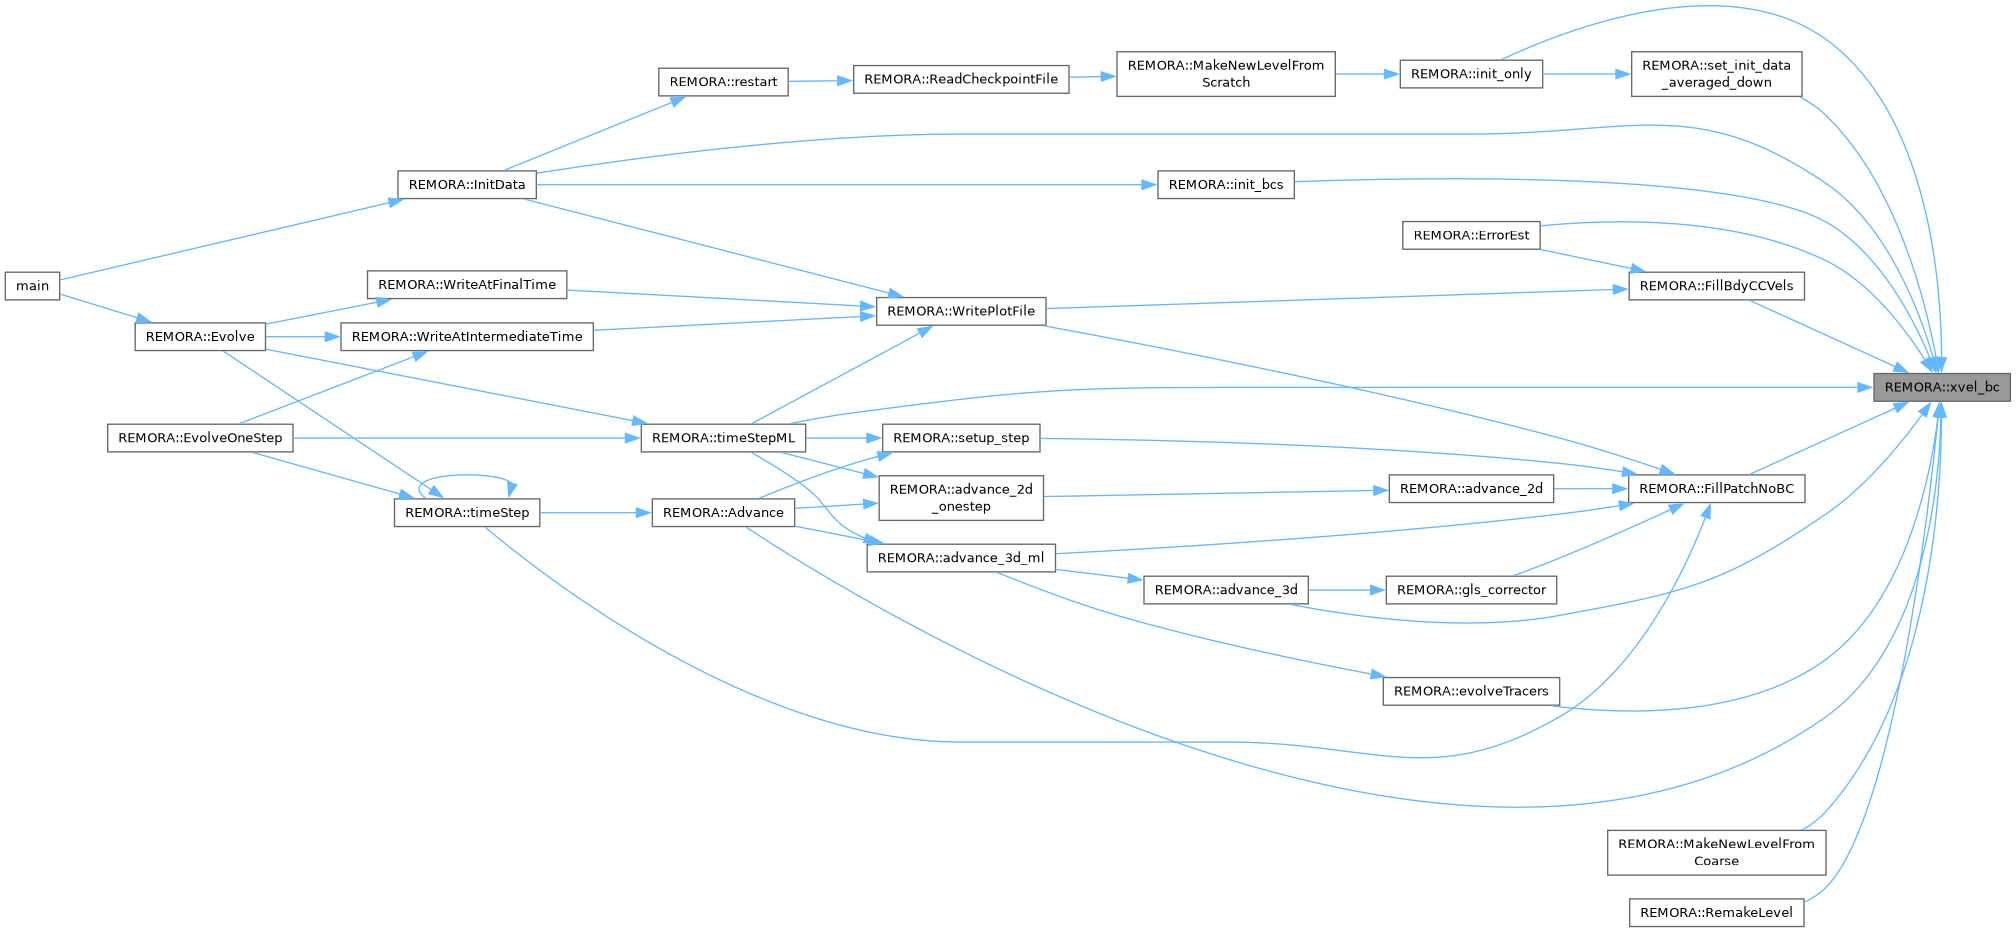 REMORA::MakeNewLevelFrom
Scratch
REMORA::set_init_data
_averaged_down
REMORA::restart
REMORA::ReadCheckpointFile
REMORA::init_only
REMORA::InitData
REMORA::init_bcs
REMORA::ErrorEst
main
REMORA::WriteAtFinalTime
REMORA::FillBdyCCVels
REMORA::WritePlotFile
REMORA::Evolve
REMORA::WriteAtIntermediateTime
REMORA::xvel_bc
REMORA::EvolveOneStep
REMORA::timeStepML
REMORA::setup_step
REMORA::advance_2d
_onestep
REMORA::advance_2d
REMORA::FillPatchNoBC
REMORA::timeStep
REMORA::Advance
REMORA::advance_3d_ml
REMORA::advance_3d
REMORA::gls_corrector
REMORA::evolveTracers
REMORA::MakeNewLevelFrom
Coarse
REMORA::RemakeLevel